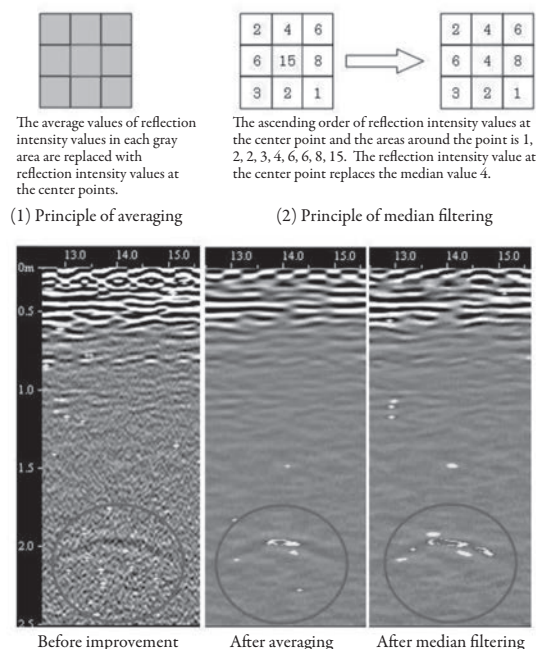 2 4 6
6 15 8
3 2 1
2 4 6
6 4 8
3 2 1
The average values of reflection
intensity values in each gray
area are replaced with
reflection intensity values at
the center points.
The ascending order of reflection intensity values at
the center point and the areas around the point is 1,
2, 2, 3, 4, 6, 6, 8, 15. The reflection intensity value at
the center point replaces the median value 4.
(1) Principle of averaging
(2) Principle of median filtering
13.0 14.0 15.0
13.0 14.0 15.0
13.0 14.0 15.0
0m
0.5
1.0
1.5
2.0
2.5
Before improvement
After averaging
After median filtering